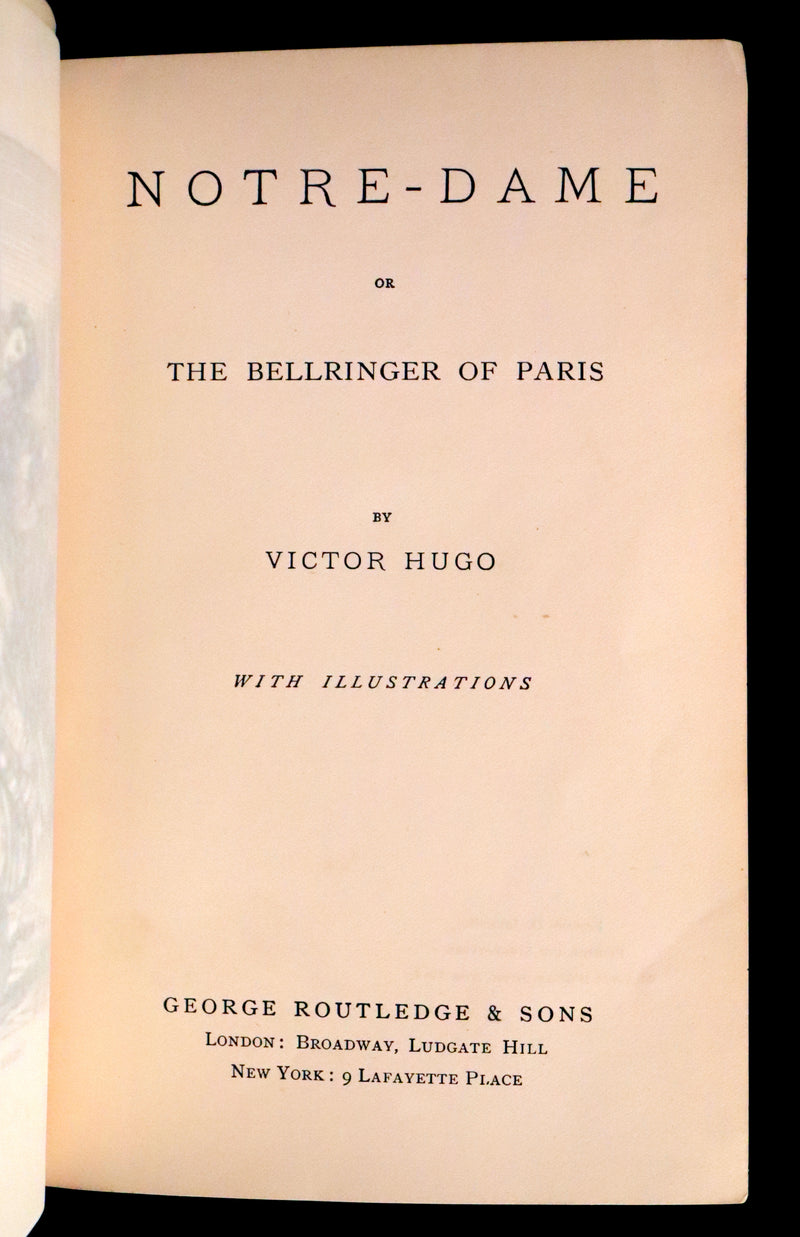 NOTRE-DAME
OR
THE BELLRINGER OF PARIS
BY
VICTOR HUGO
WITH ILLUSTRATIONS
GEORGE ROUTLEDGE & SONS
LONDON: BROADWAY, LUDGATE HILL
NEW YORK: 9 LAFAYETTE PLACE